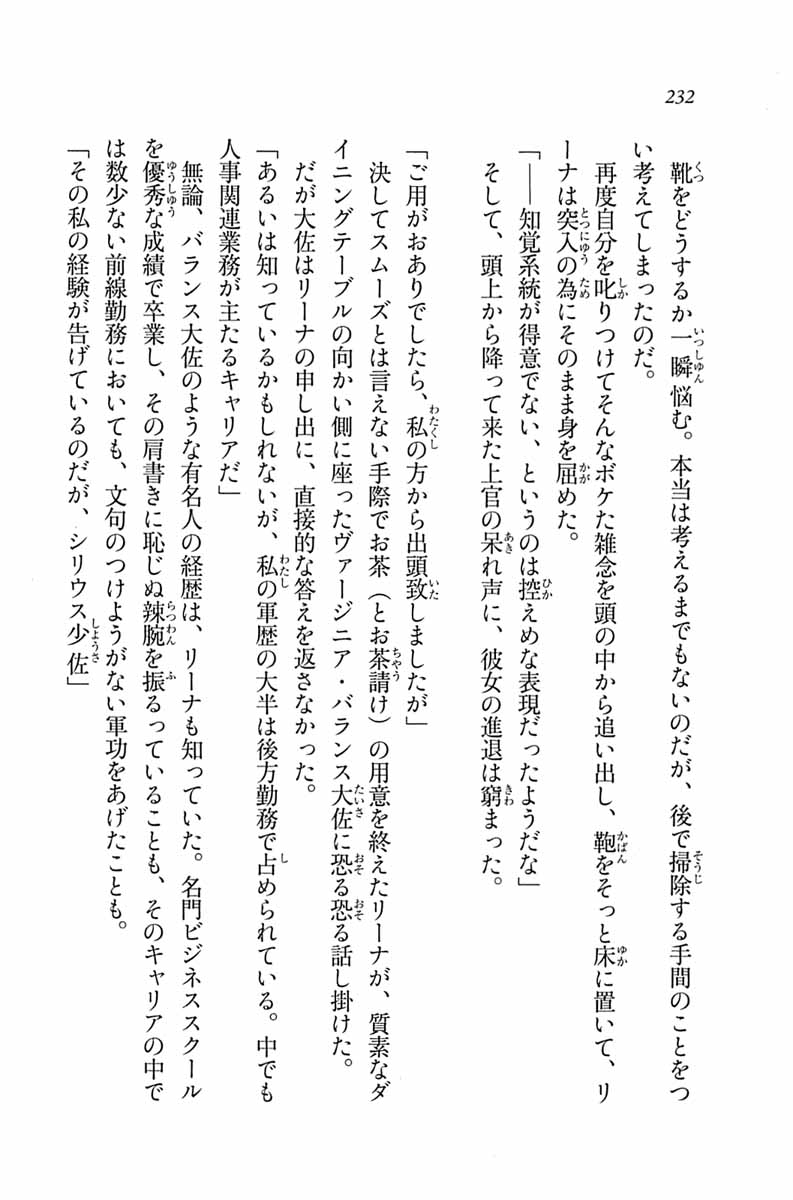 232
靴をどうするか一瞬悩む。本当は考えるまでもないのだが、後で掃除する手間のことをつ
い考えてしまったのだ。
再度自分を叱りつけてそんなボケた雑念を頭の中から追い出し、鞄をそっと床に置いて、リ
ーナは突入の為にそのまま身を屈めた。
「――知覚系統が得意でない、というのは控えめな表現だったようだな」
そして、頭上から降って来た上官の呆れ声に、彼女の進退は窮まった。
「ご用がおありでしたら、私の方から出頭致しましたが」
決してスムーズとは言えない手際でお茶（とお茶請け）の用意を終えたリーナが、質素なダ
イニングテーブルの向かい側に座ったヴァージニア・バランス大佐に恐る恐る話し掛けた。
だが大佐はリーナの申し出に、直接的な答えを返さなかった。
「あるいは知っているかもしれないが、私の軍歴の大半は後方勤務で占められている。中でも
人事関連業務が主たるキャリアだ」
無論、バランス大佐のような有名人の経歴は、リーナも知っていた。名門ビジネススクール
を優秀な成績で卒業し、その肩書きに恥じぬ辣腕を振るっていることも、そのキャリアの中で
は数少ない前線勤務においても、文句のつけようがない軍功をあげたことも。
「その私の経験が告げているのだが、シリウス少佐」